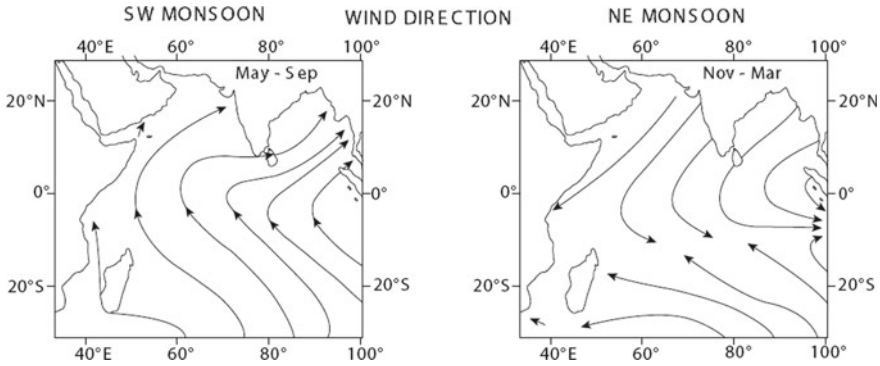 SW MONSOON WIND DIRECTION NE MONSOON
40°E 60° 80° 100° 40°E 60° 80° 100°
May - Sep Nov - Mar
20°N 20°N 20°N 20°N
0° 0° 0° 0°
20°S 20°S 20°S 20°S
40°E 60° 80° 100°E 40°E 60° 80° 100°E